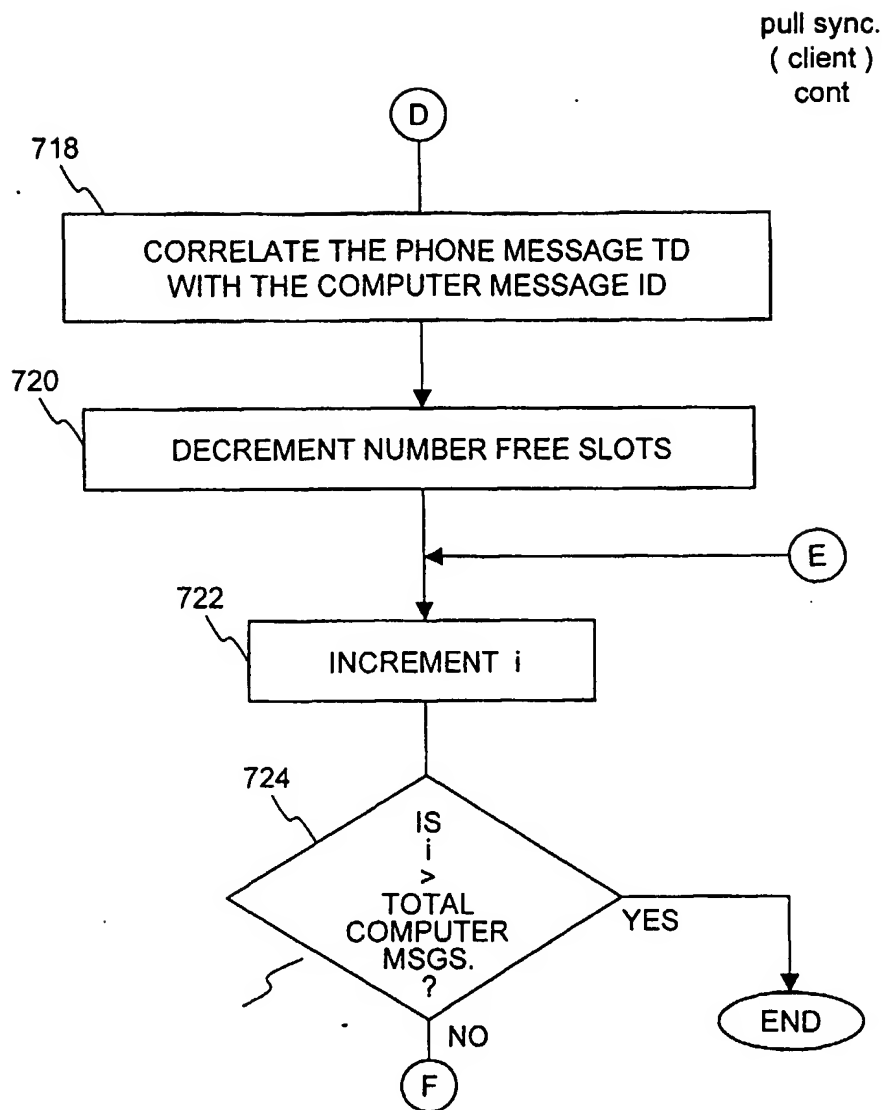 pull sync.
( client )
cont
D
718
CORRELATE THE PHONE MESSAGE TD
WITH THE COMPUTER MESSAGE ID
720
DECREMENT NUMBER FREE SLOTS
E
722
INCREMENT i
724
IS
i
>
TOTAL
COMPUTER
MSGS.
?
YES
NO
END
F